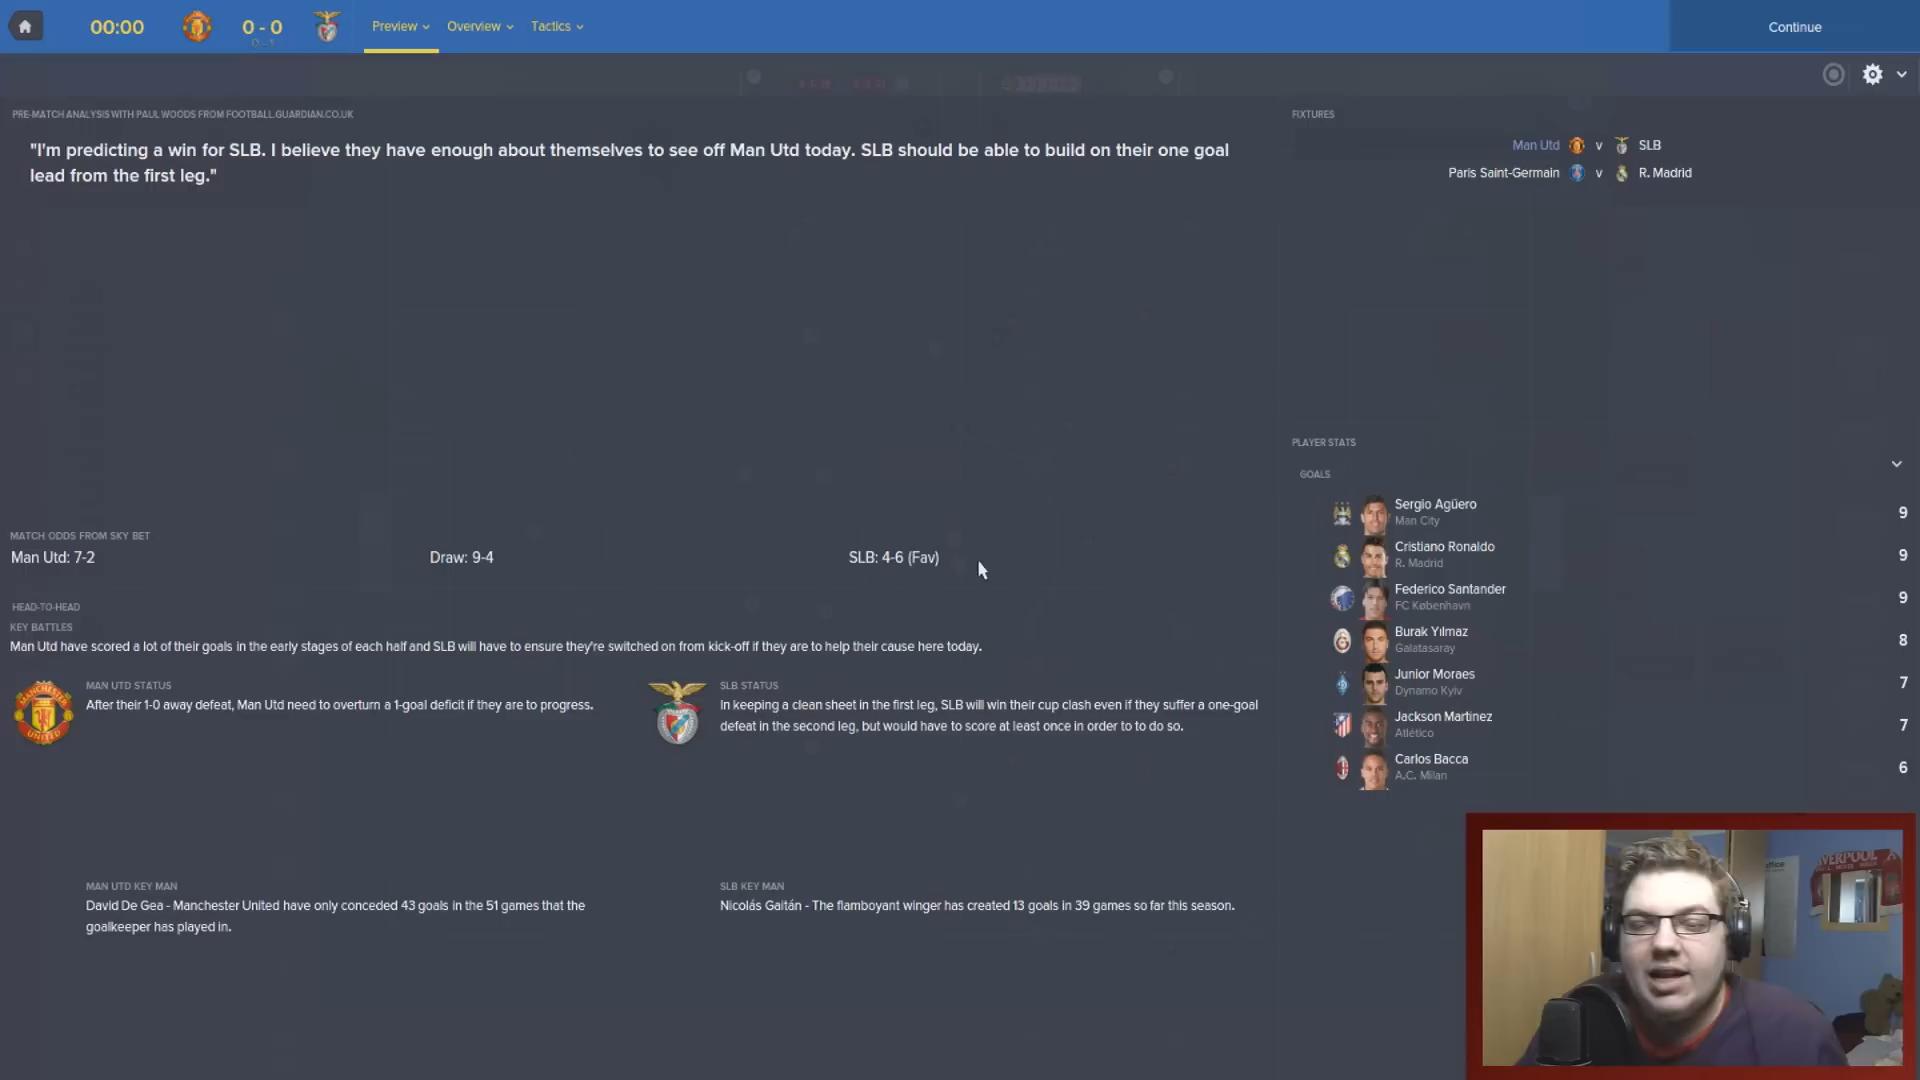 00:00
0 - 0
0 - 1
Preview
Overview
Tactics
Continue
PRE-MATCH ANALYSIS WITH PAUL WOODS FROM FOOTBALL.GUARDIAN.CO.UK
"I'm predicting a win for SLB. I believe they have enough about themselves to see off Man Utd today. SLB should be able to build on their one goal
lead from the first leg."
FIXTURES
Man Utd v SLB
Paris Saint-Germain v R. Madrid
MATCH ODDS FROM SKY BET
Man Utd: 7-2
Draw: 9-4
SLB: 4-6 (Fav)
HEAD-TO-HEAD
KEY BATTLES
Man Utd have scored a lot of their goals in the early stages of each half and SLB will have to ensure they're switched on from kick-off if they are to help their cause here today.
MAN UTD STATUS
After their 1-0 away defeat, Man Utd need to overturn a 1-goal deficit if they are to progress.
MANCHESTER
UNITED
SLB STATUS
In keeping a clean sheet in the first leg, SLB will win their cup clash even if they suffer a one-goal
defeat in the second leg, but would have to score at least once in order to to do so.
MAN UTD KEY MAN
David De Gea - Manchester United have only conceded 43 goals in the 51 games that the
goalkeeper has played in.
SLB KEY MAN
Nicolás Gaitán - The flamboyant winger has created 13 goals in 39 games so far this season.
PLAYER STATS
GOALS
Sergio Agüero
Man City
9
Cristiano Ronaldo
R. Madrid
9
Federico Santander
FC København
9
Burak Yılmaz
Galatasaray
8
Junior Moraes
Dynamo Kyiv
7
Jackson Martínez
Atlético
7
Carlos Bacca
A.C. Milan
6
LIVERPOOL